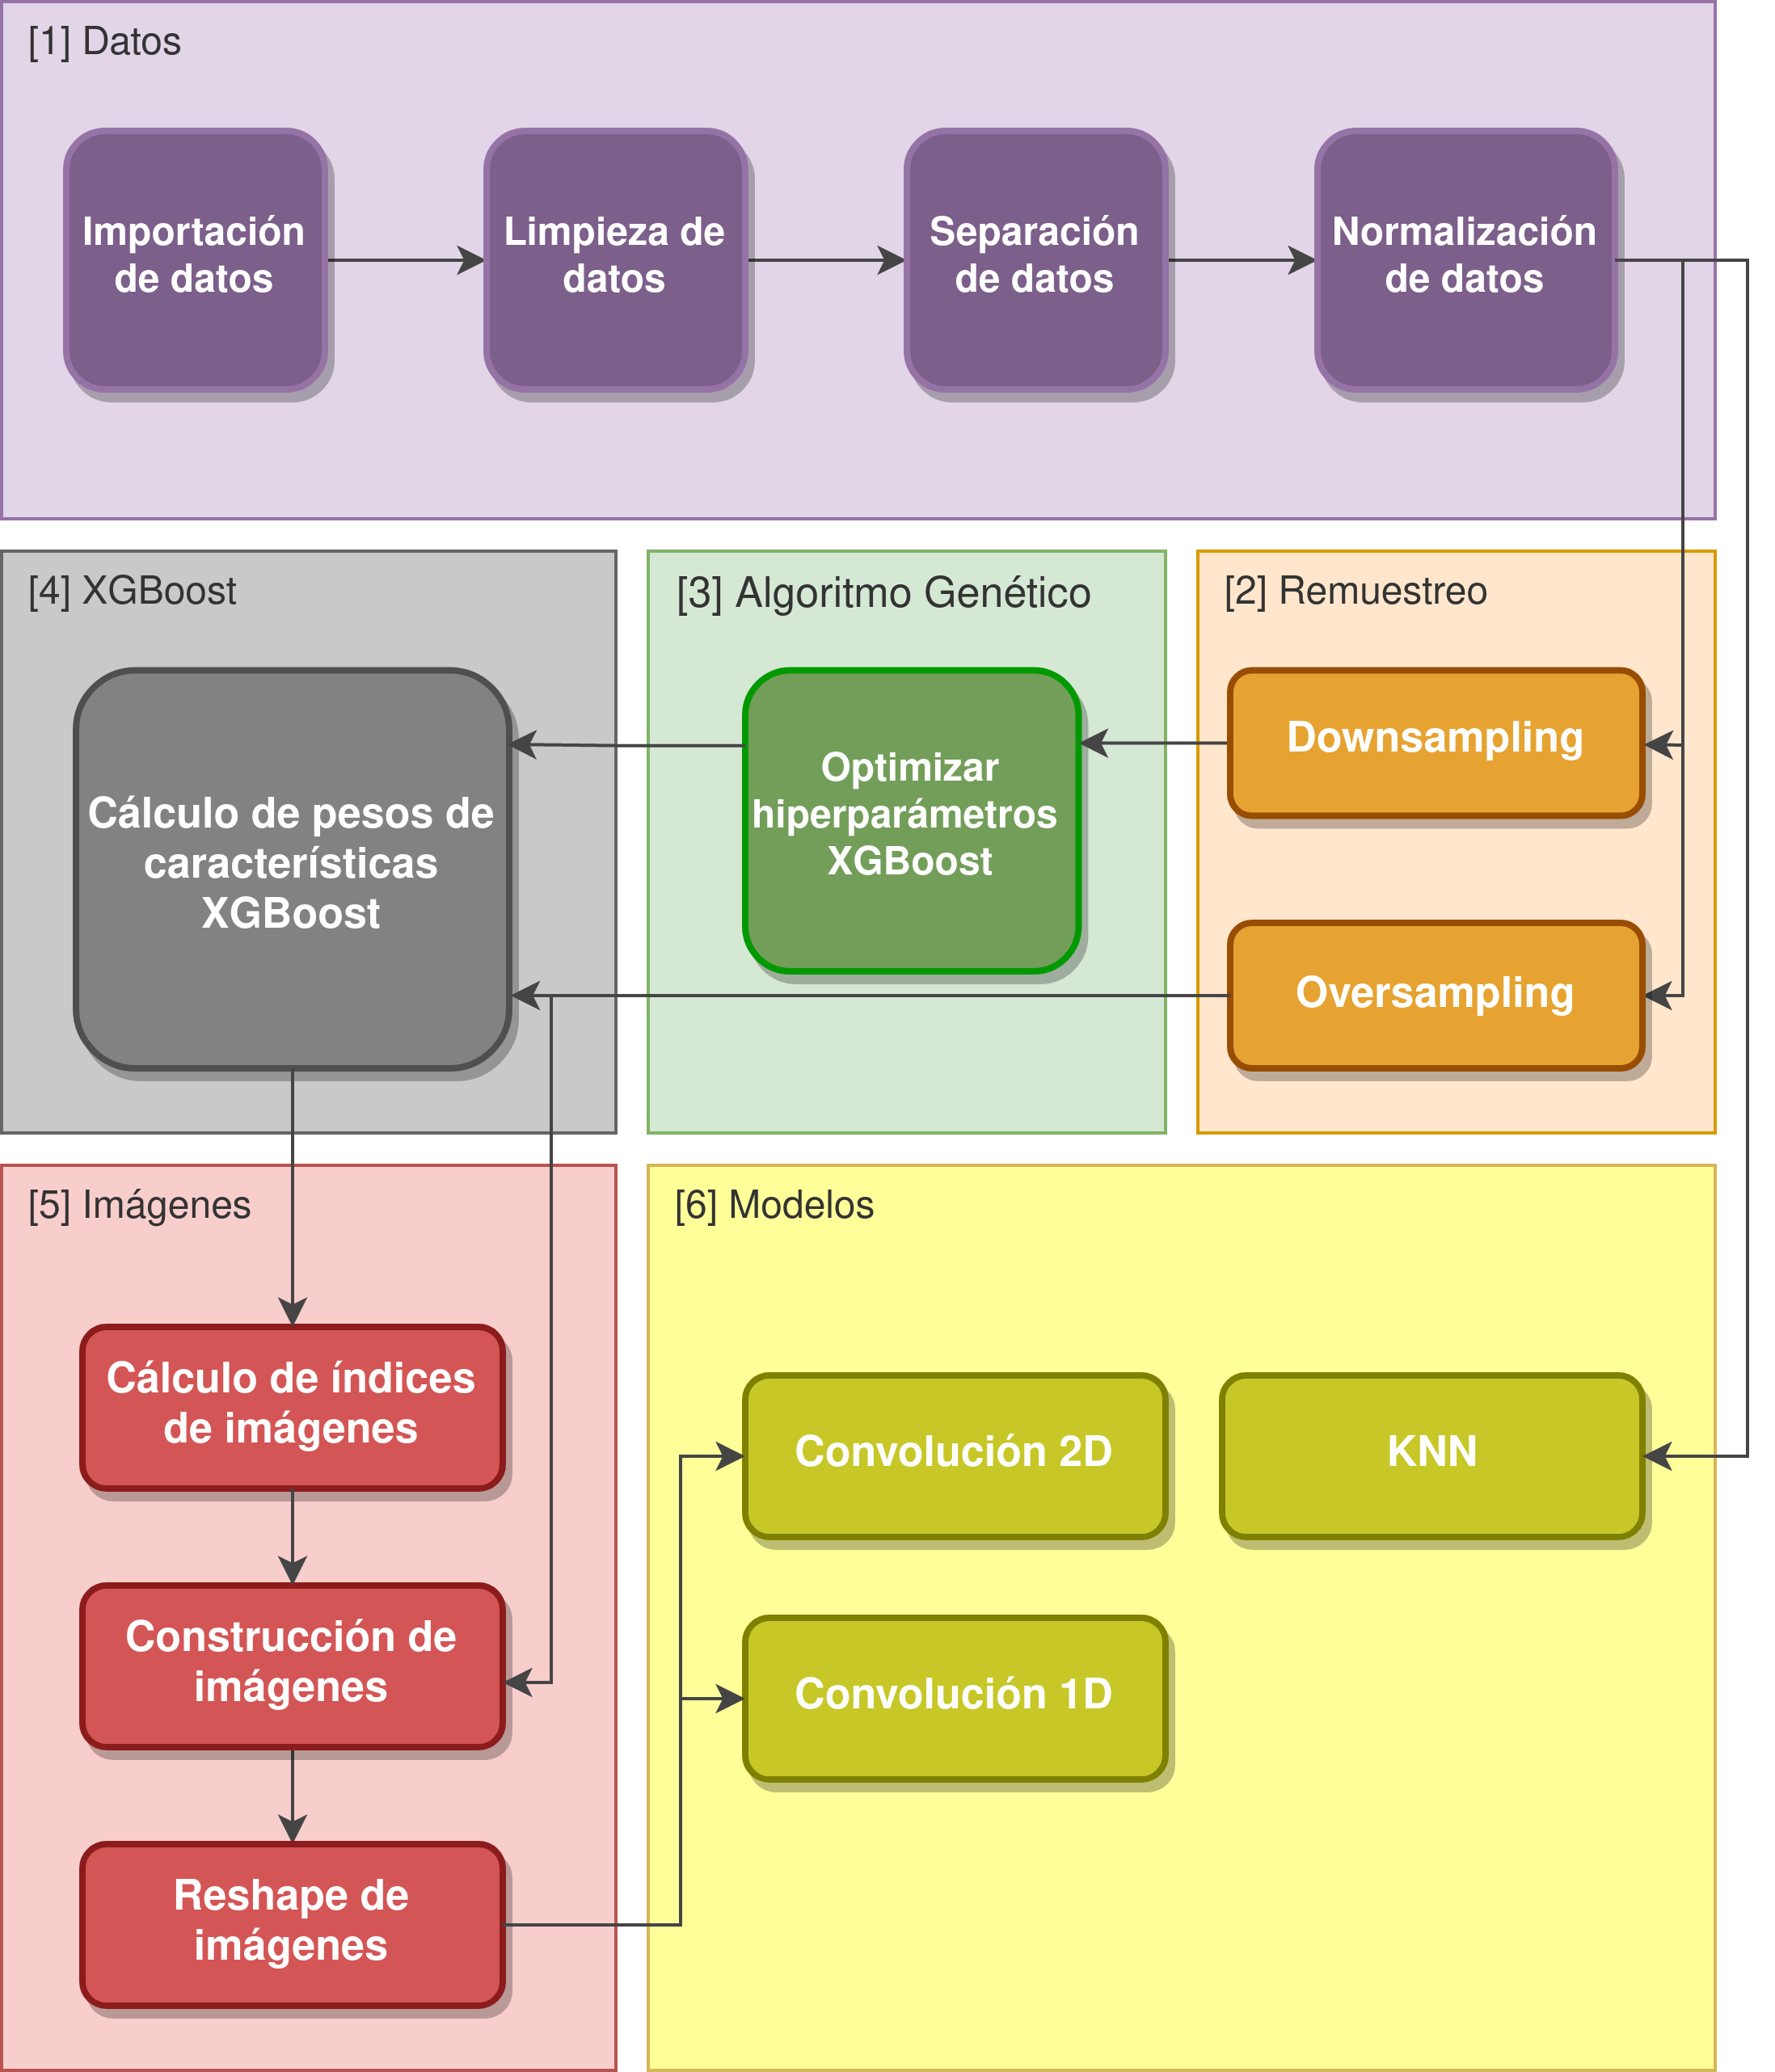 [1] Datos
Importación
de datos
Limpieza de
datos
Separación
de datos
Normalización
de datos
[4] XGBoost
Cálculo de pesos de
características
XGBoost
[3] Algoritmo Genético
Optimizar
hiperparámetros
XGBoost
[2] Remuestreo
Downsampling
Oversampling
[5] Imágenes
Cálculo de índices
de imágenes
Construcción de
imágenes
Reshape de
imágenes
[6] Modelos
Convolución 2D
KNN
Convolución 1D